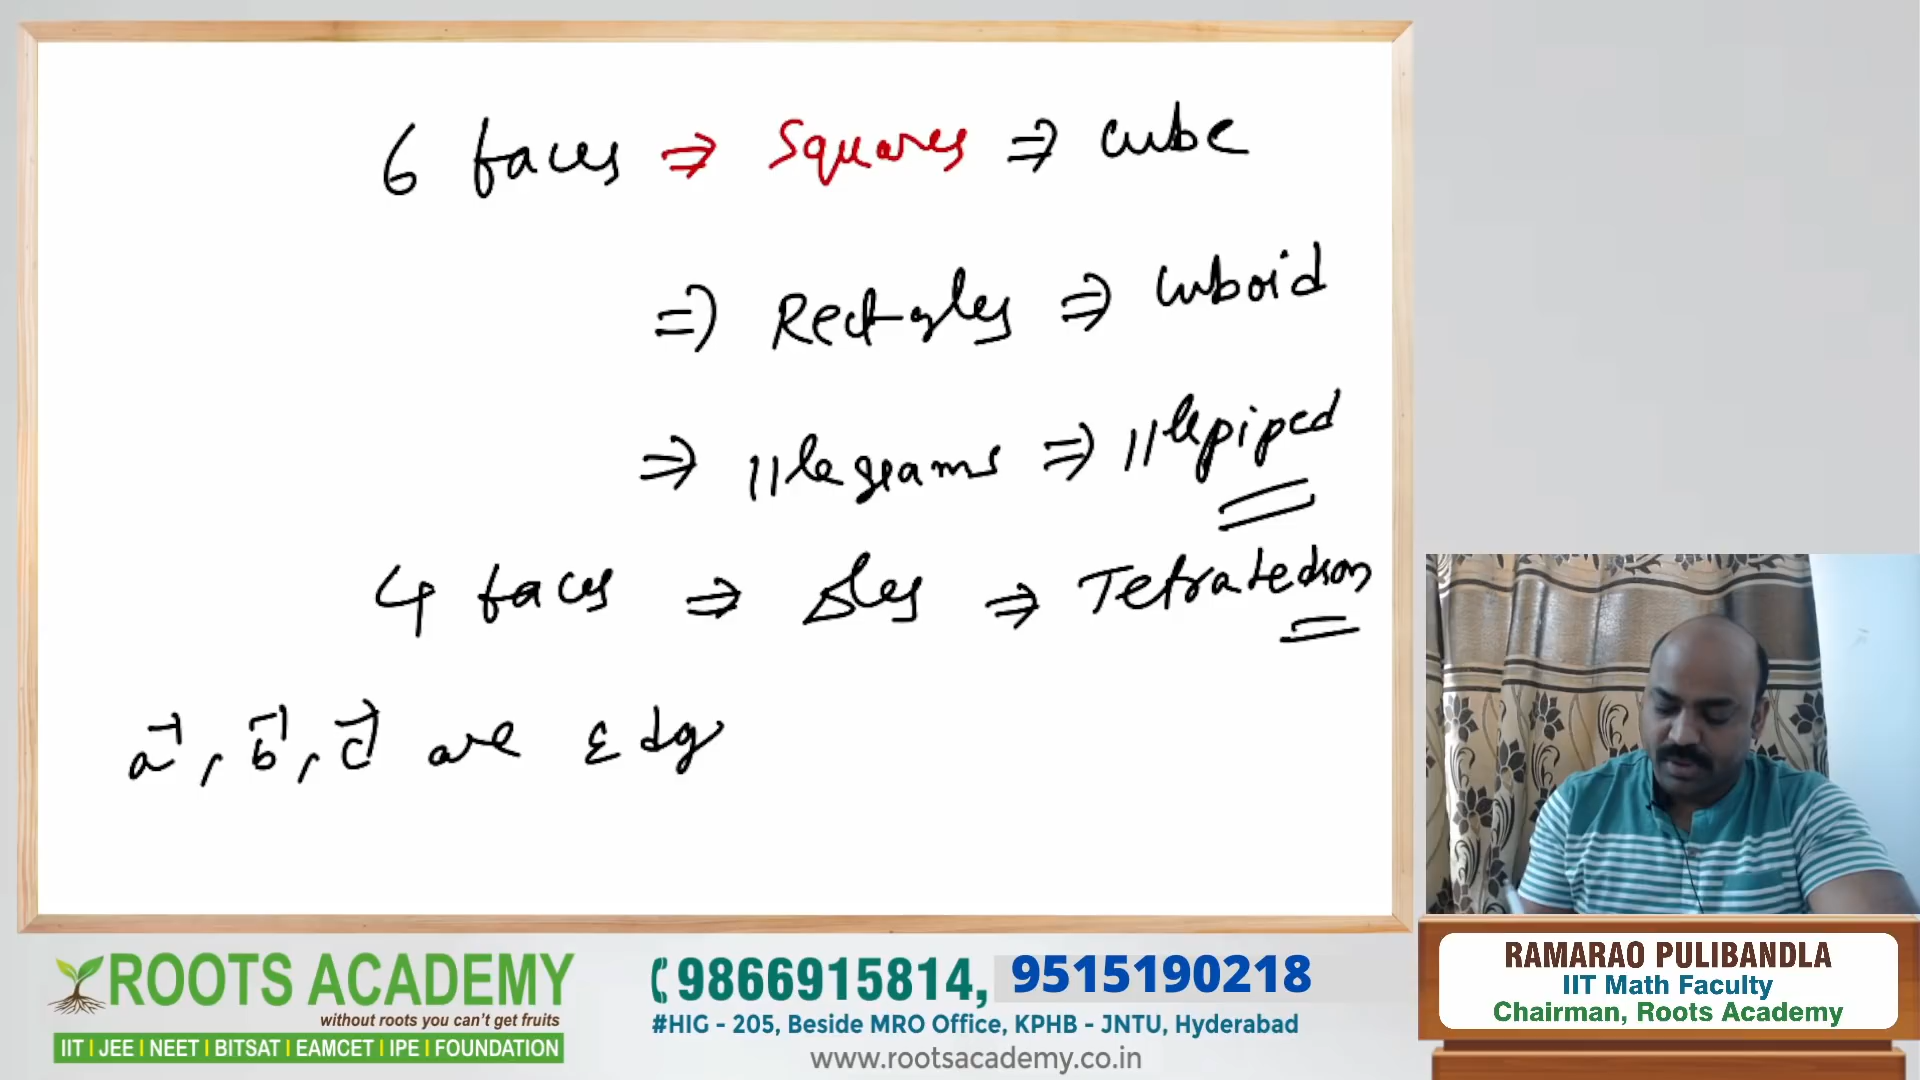 6 faces ⇒ Squares ⇒ cube
⇒ Rectgles ⇒ cuboid
⇒ ||legrams ⇒ ||lepiped
4 faces ⇒ Δles ⇒ Tetrahedron
a⃗, b⃗, c⃗ are Edg
ROOTS ACADEMY
without roots you can't get fruits
IIT | JEE | NEET | BITSAT | EAMCET | IPE | FOUNDATION
9866915814, 9515190218
#HIG - 205, Beside MRO Office, KPHB - JNTU, Hyderabad
www.rootsacademy.co.in
RAMARAO PULIBANDLA
IIT Math Faculty
Chairman, Roots Academy